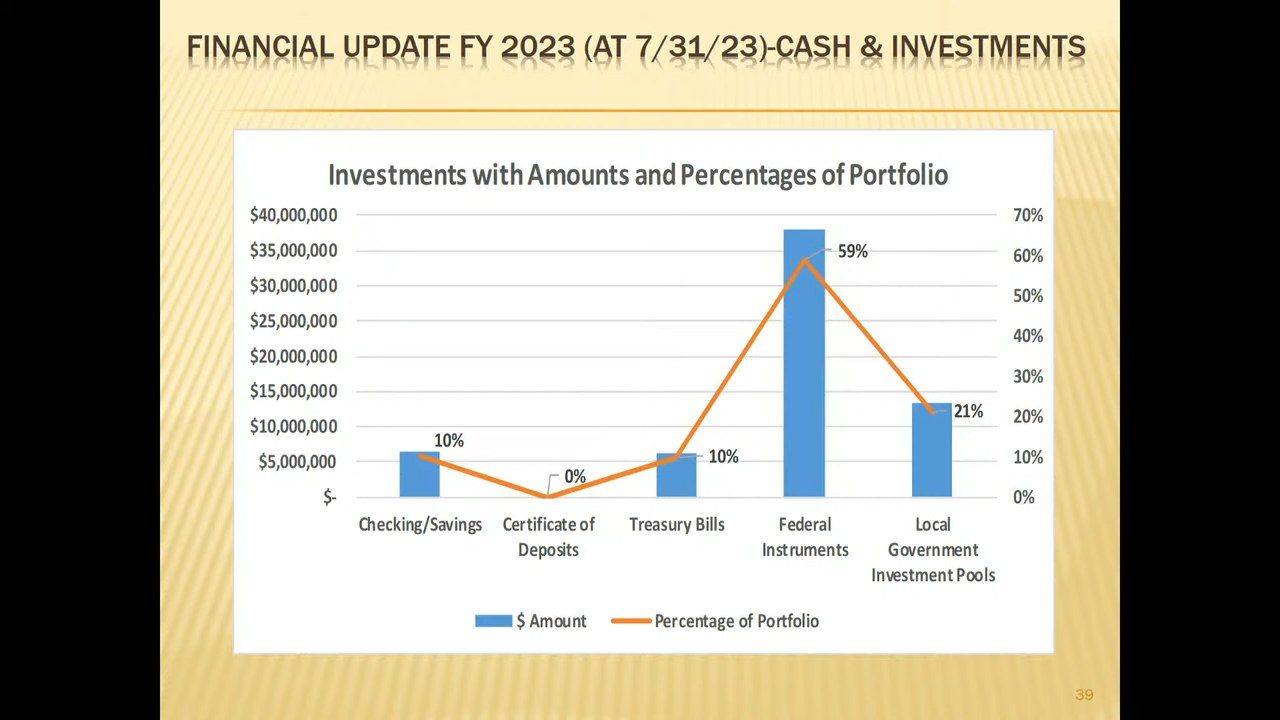 FINANCIAL UPDATE FY 2023 (AT 7/31/23)-CASH & INVESTMENTS
Investments with Amounts and Percentages of Portfolio
$40,000,000
$35,000,000
$30,000,000
$25,000,000
$20,000,000
$15,000,000
$10,000,000
$5,000,000
$-
70%
60%
50%
40%
30%
20%
10%
0%
10%
0%
10%
59%
21%
Checking/Savings
Certificate of
Deposits
Treasury Bills
Federal
Instruments
Local
Government
Investment Pools
$ Amount
Percentage of Portfolio
39